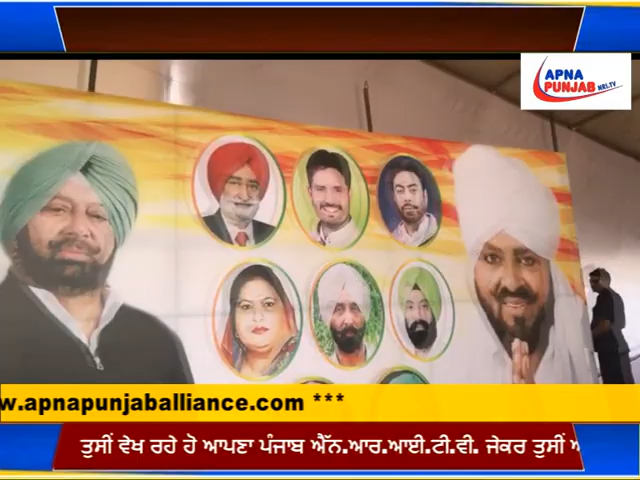 APNA
PUNJAB NRI.TV
w.apnapunjaballiance.com ***
ਤੁਸੀਂ ਵੇਖ ਰਹੇ ਹੋ ਆਪਣਾ ਪੰਜਾਬ ਐੱਨ.ਆਰ.ਆਈ.ਟੀ.ਵੀ. ਜੇਕਰ ਤੁਸੀਂ